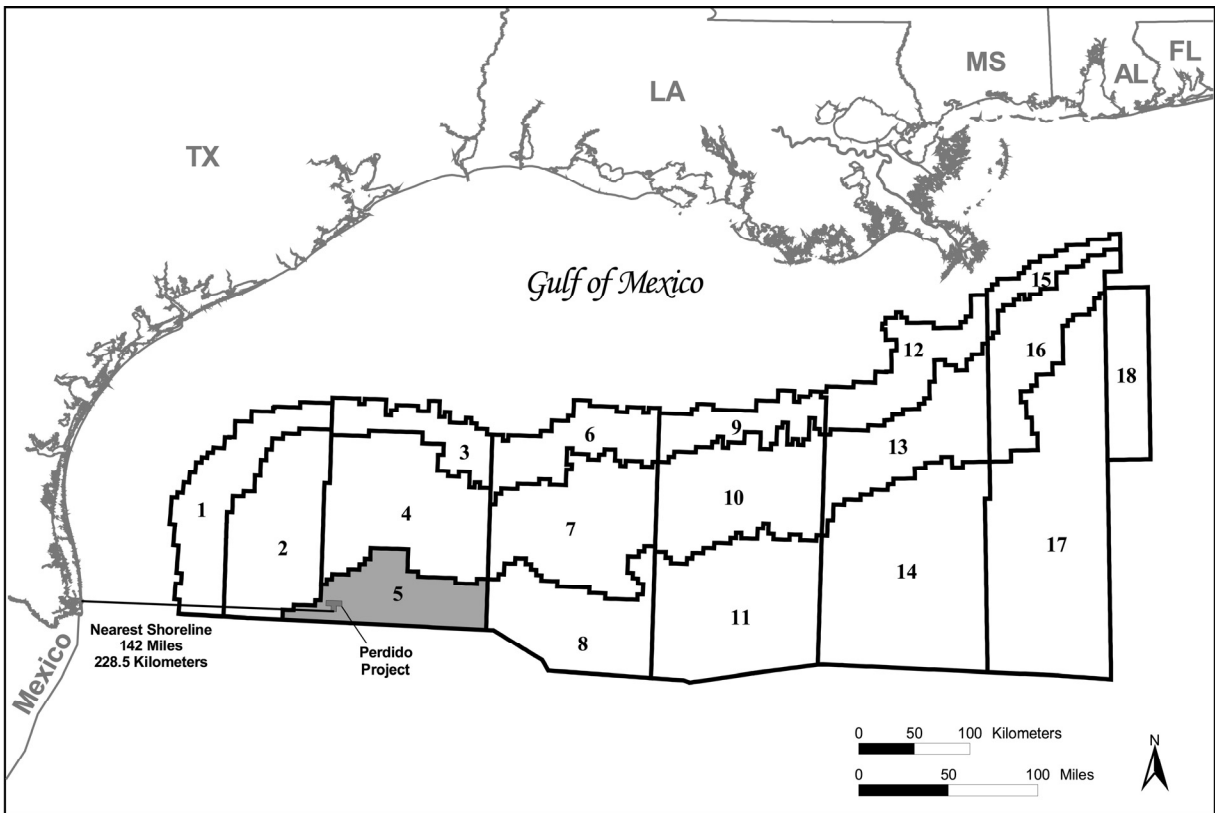 MS
AL
FL
LA
TX
Gulf of Mexico
15
12
16
18
6
9
3
13
1
10
4
7
2
17
14
5
11
8
Nearest Shoreline
142 Miles
228.5 Kilometers
Perdido
Project
Mexico
0 50 100 Kilometers
0 50 100 Miles
N